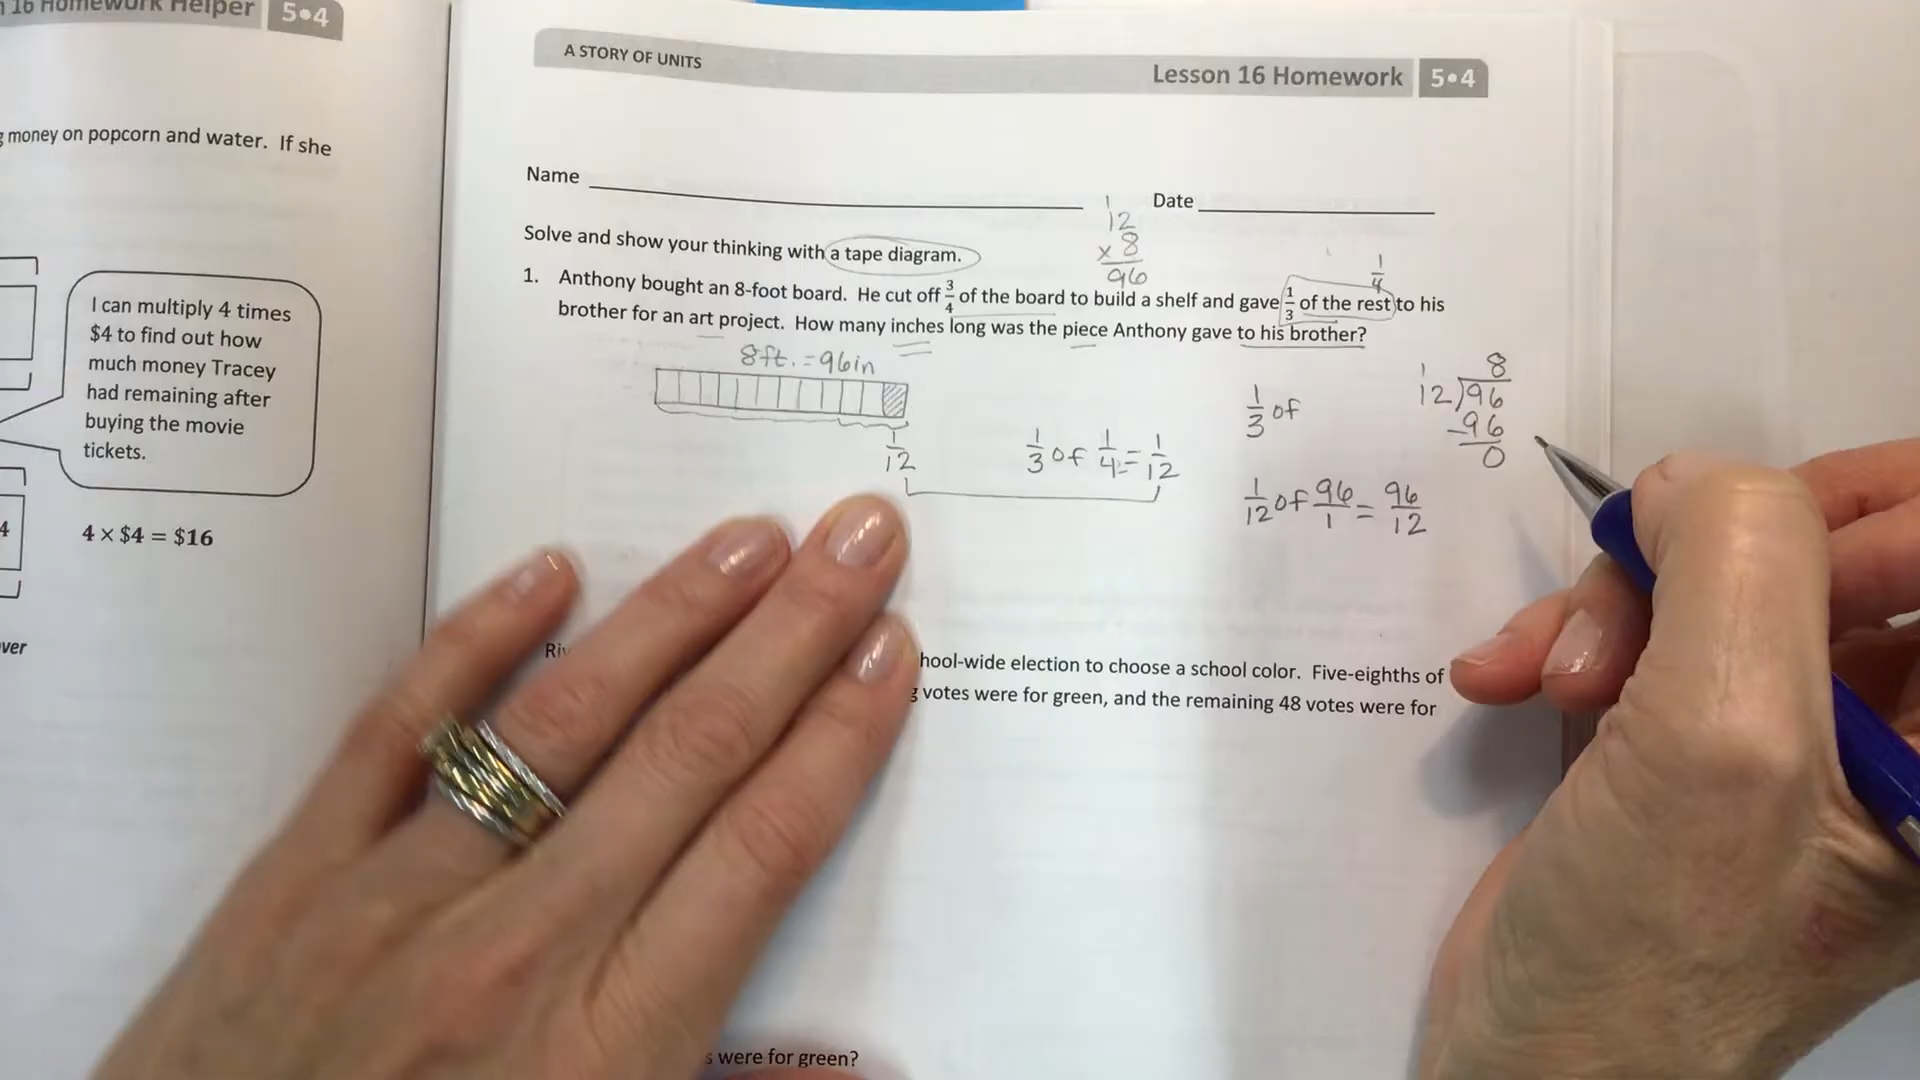 16 Homework Helper 5•4
money on popcorn and water. If she
I can multiply 4 times
$4 to find out how
much money Tracey
had remaining after
buying the movie
tickets.
4
4 × $4 = $16
A STORY OF UNITS
Lesson 16 Homework 5•4
Name
Date
1
12
× 8
96
Solve and show your thinking with a tape diagram.
1/4
1. Anthony bought an 8-foot board. He cut off 3/4 of the board to build a shelf and gave 1/3 of the rest to his
brother for an art project. How many inches long was the piece Anthony gave to his brother?
8ft. = 96in
1/12
1/3 of 1/4 = 1/12
1/3 of
1/12 of 96/1 = 96/12
1 8
12)96
-96
0
hool-wide election to choose a school color. Five-eighths of
votes were for green, and the remaining 48 votes were for
s were for green?